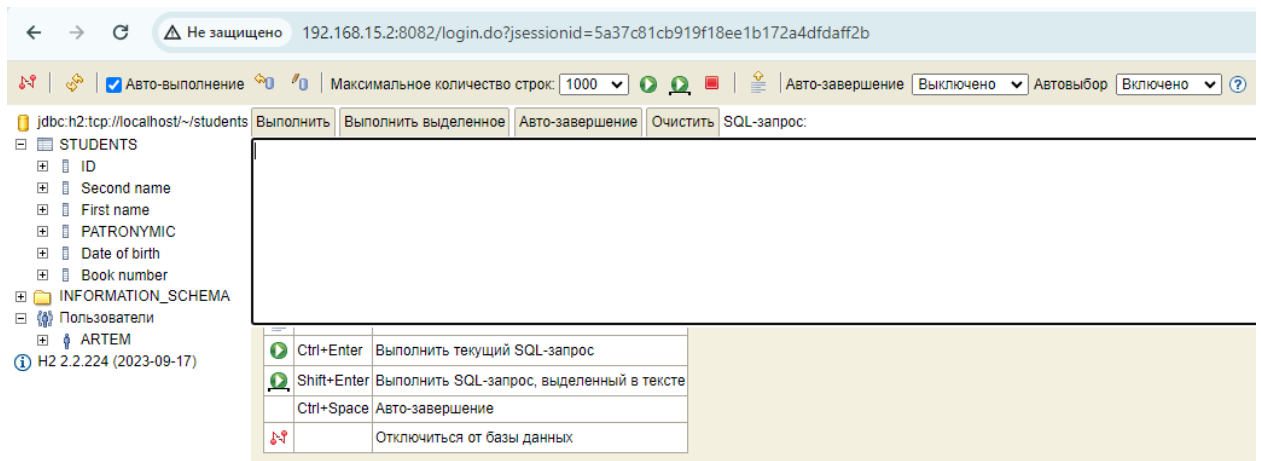 Не защищено 192.168.15.2:8082/login.do?jsessionid=5a37c81cb919f18ee1b172a4dfdaff2b
Авто-выполнение Максимальное количество строк: 1000 Авто-завершение Выключено Автовыбор Включено
jdbc:h2:tcp://localhost/~/students Выполнить Выполнить выделенное Авто-завершение Очистить SQL-запрос:
STUDENTS
ID
Second name
First name
PATRONYMIC
Date of birth
Book number
INFORMATION_SCHEMA
Пользователи
ARTEM
H2 2.2.224 (2023-09-17)
Ctrl+Enter Выполнить текущий SQL-запрос
Shift+Enter Выполнить SQL-запрос, выделенный в тексте
Ctrl+Space Авто-завершение
Отключиться от базы данных